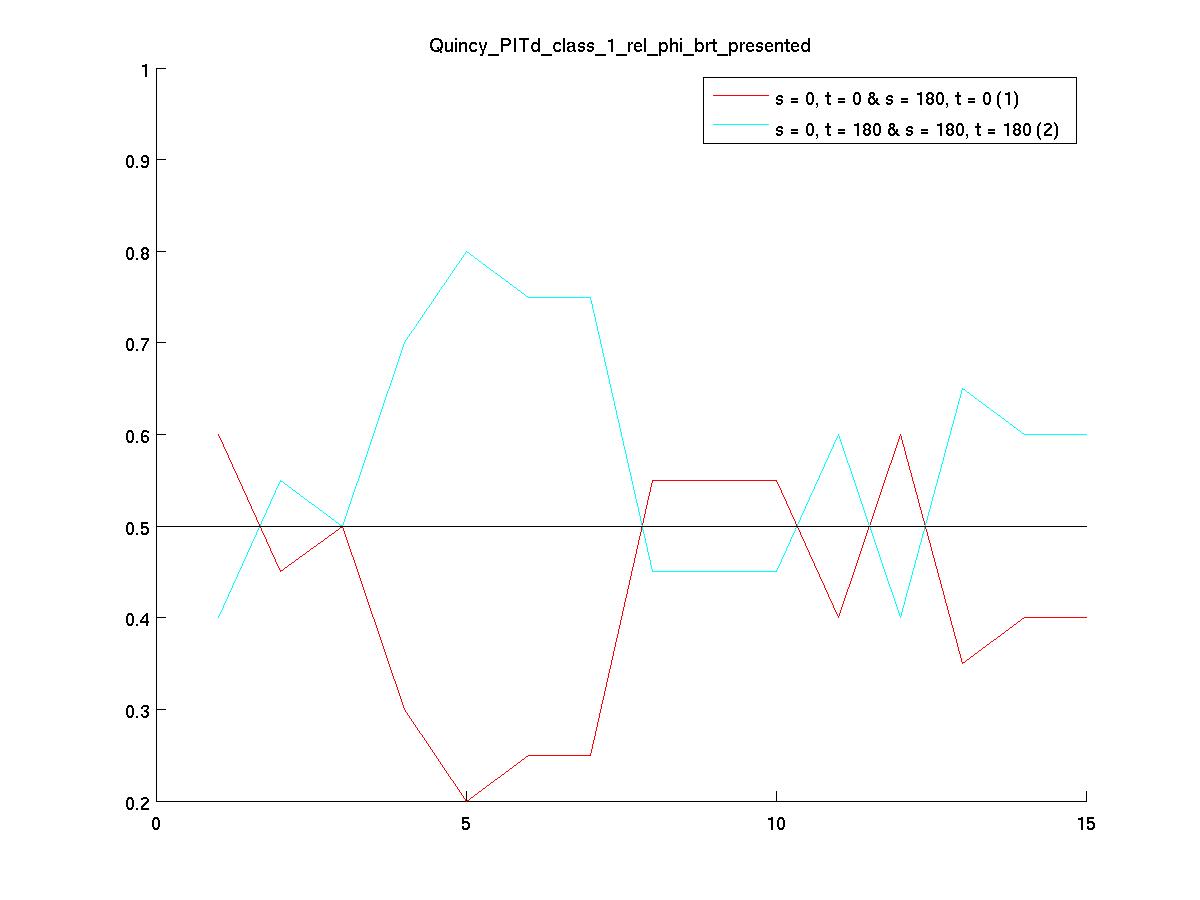 Quincy_PITd_class_1_rel_phi_brt_presented
s = 0, t = 0 & s = 180, t = 0 (1)
s = 0, t = 180 & s = 180, t = 180 (2)
1
0.9
0.8
0.7
0.6
0.5
0.4
0.3
0.2
0 5 10 15